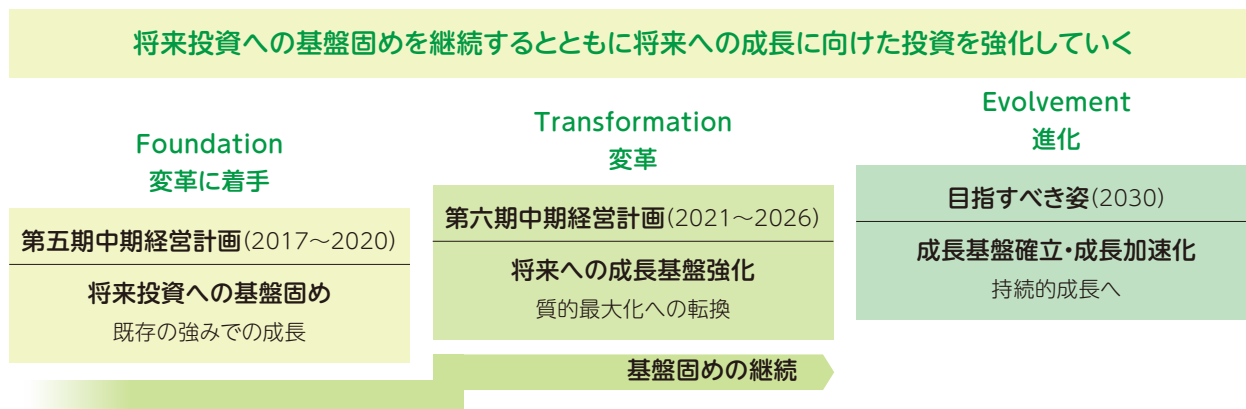 将来投資への基盤固めを継続するとともに将来への成長に向けた投資を強化していく
Foundation
変革に着手
第五期中期経営計画(2017～2020)
将来投資への基盤固め
既存の強みでの成長
Transformation
変革
第六期中期経営計画(2021～2026)
将来への成長基盤強化
質的最大化への転換
基盤固めの継続
Evolvement
進化
目指すべき姿(2030)
成長基盤確立・成長加速化
持続的成長へ